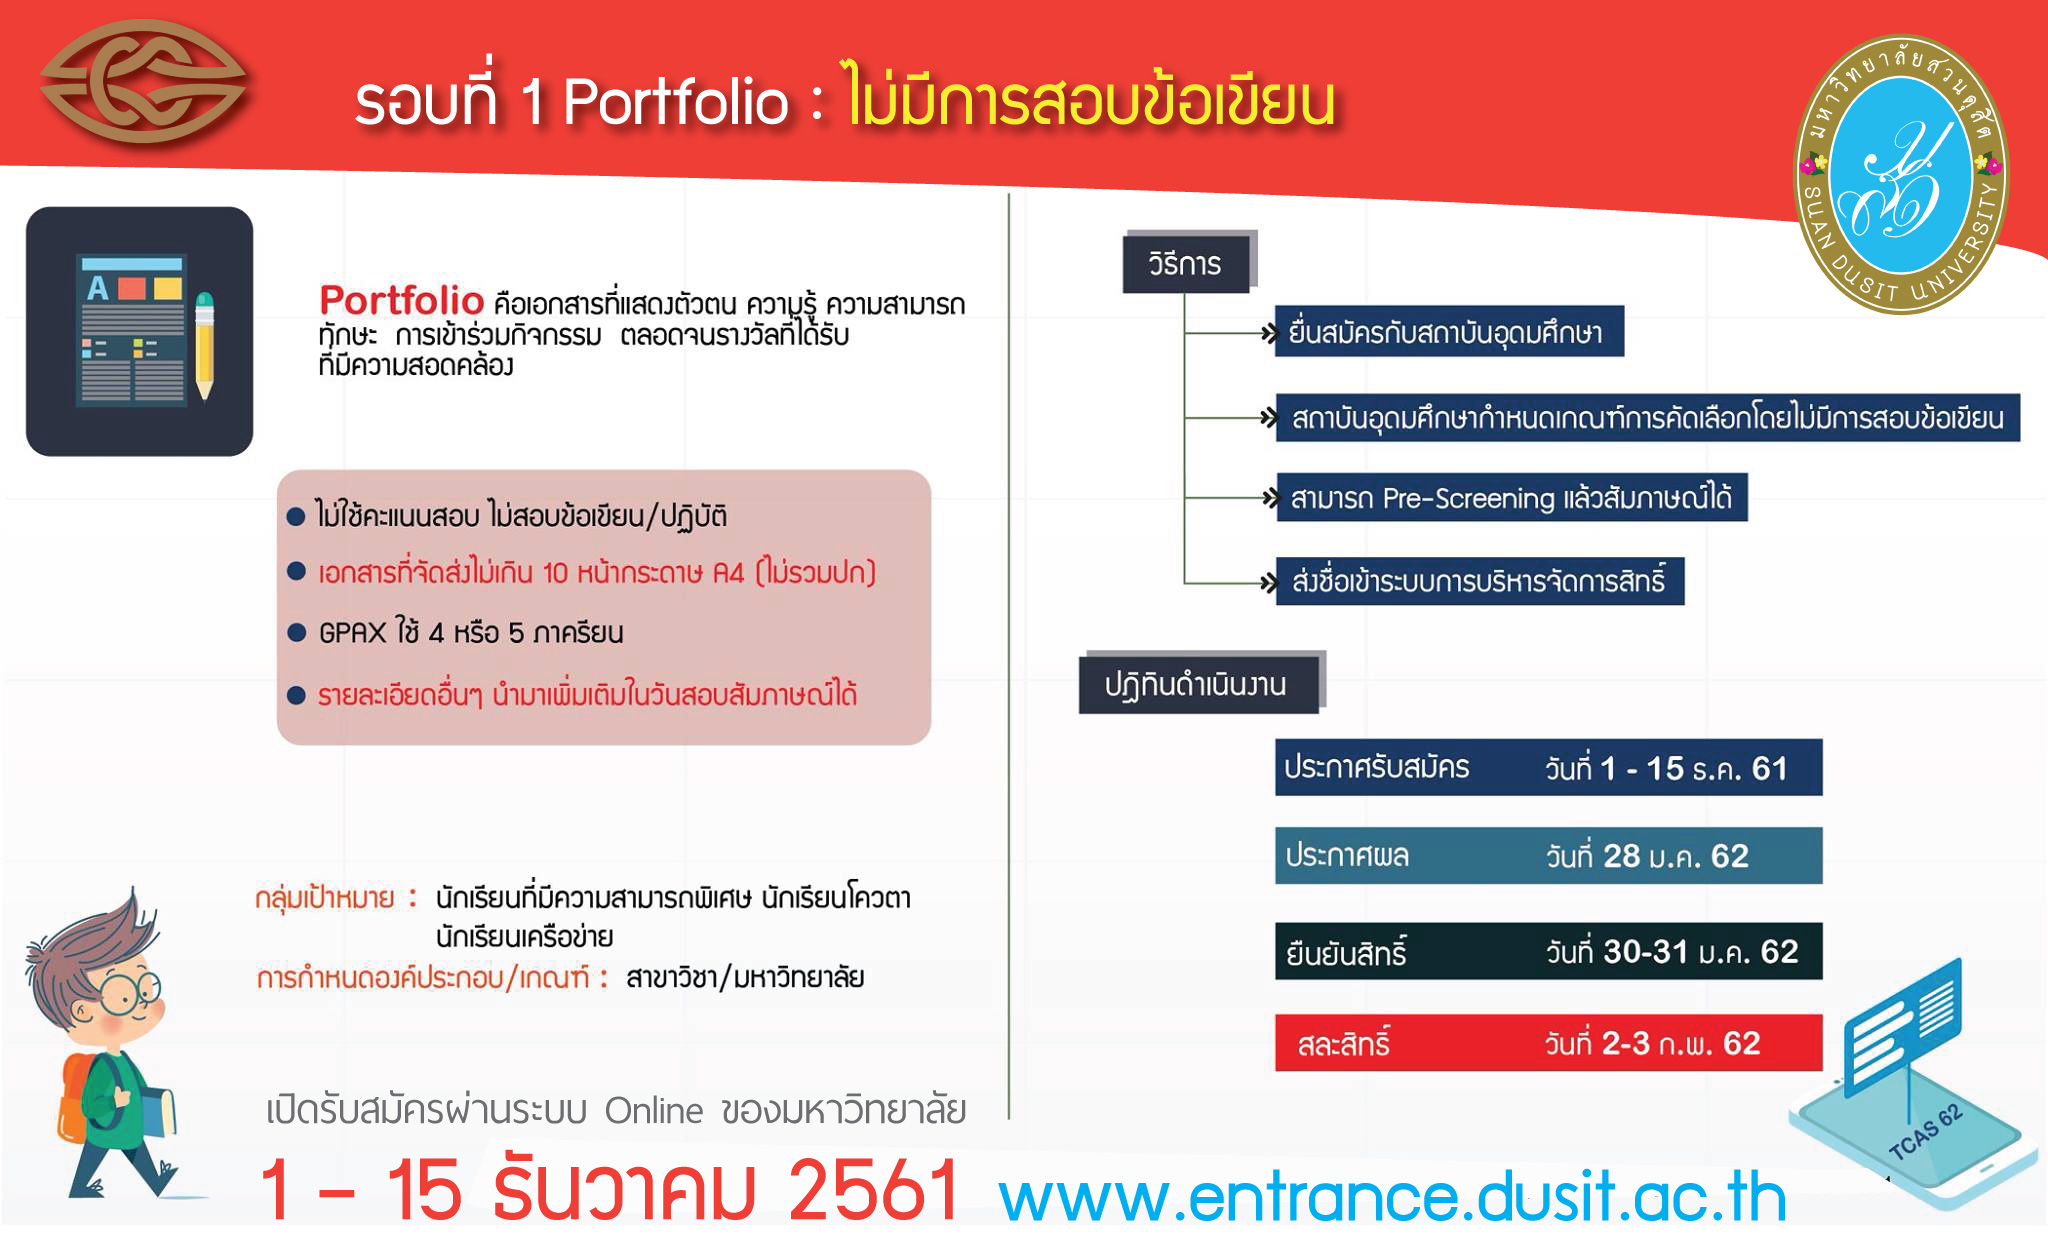 รอบที่ 1 Portfolio : ไม่มีการสอบข้อเขียน
มหาวิทยาลัยสวนดุสิต
SUAN DUSIT UNIVERSITY
A
Portfolio คือเอกสารที่แสดงตัวตน ความรู้ ความสามารถ
ทักษะ การเข้าร่วมกิจกรรม ตลอดจนรางวัลที่ได้รับ
ที่มีความสอดคล้อง
ไม่ใช้คะแนนสอบ ไม่สอบข้อเขียน/ปฏิบัติ
เอกสารที่จัดส่งไม่เกิน 10 หน้ากระดาษ A4 (ไม่รวมปก)
GPAX ใช้ 4 หรือ 5 ภาคเรียน
รายละเอียดอื่นๆ นำมาเพิ่มเติมในวันสอบสัมภาษณ์ได้
กลุ่มเป้าหมาย : นักเรียนที่มีความสามารถพิเศษ นักเรียนโควตา
นักเรียนเครือข่าย
การกำหนดองค์ประกอบ/เกณฑ์ : สาขาวิชา/มหาวิทยาลัย
วิธีการ
ยื่นสมัครกับสถาบันอุดมศึกษา
สถาบันอุดมศึกษากำหนดเกณฑ์การคัดเลือกโดยไม่มีการสอบข้อเขียน
สามารถ Pre-Screening แล้วสัมภาษณ์ได้
ส่งชื่อเข้าระบบการบริหารจัดการสิทธิ์
ปฏิทินดำเนินงาน
ประกาศรับสมัคร วันที่ 1 - 15 ธ.ค. 61
ประกาศผล วันที่ 28 ม.ค. 62
ยืนยันสิทธิ์ วันที่ 30-31 ม.ค. 62
สละสิทธิ์ วันที่ 2-3 ก.พ. 62
TCAS 62
เปิดรับสมัครผ่านระบบ Online ของมหาวิทยาลัย
1 – 15 ธันวาคม 2561 www.entrance.dusit.ac.th